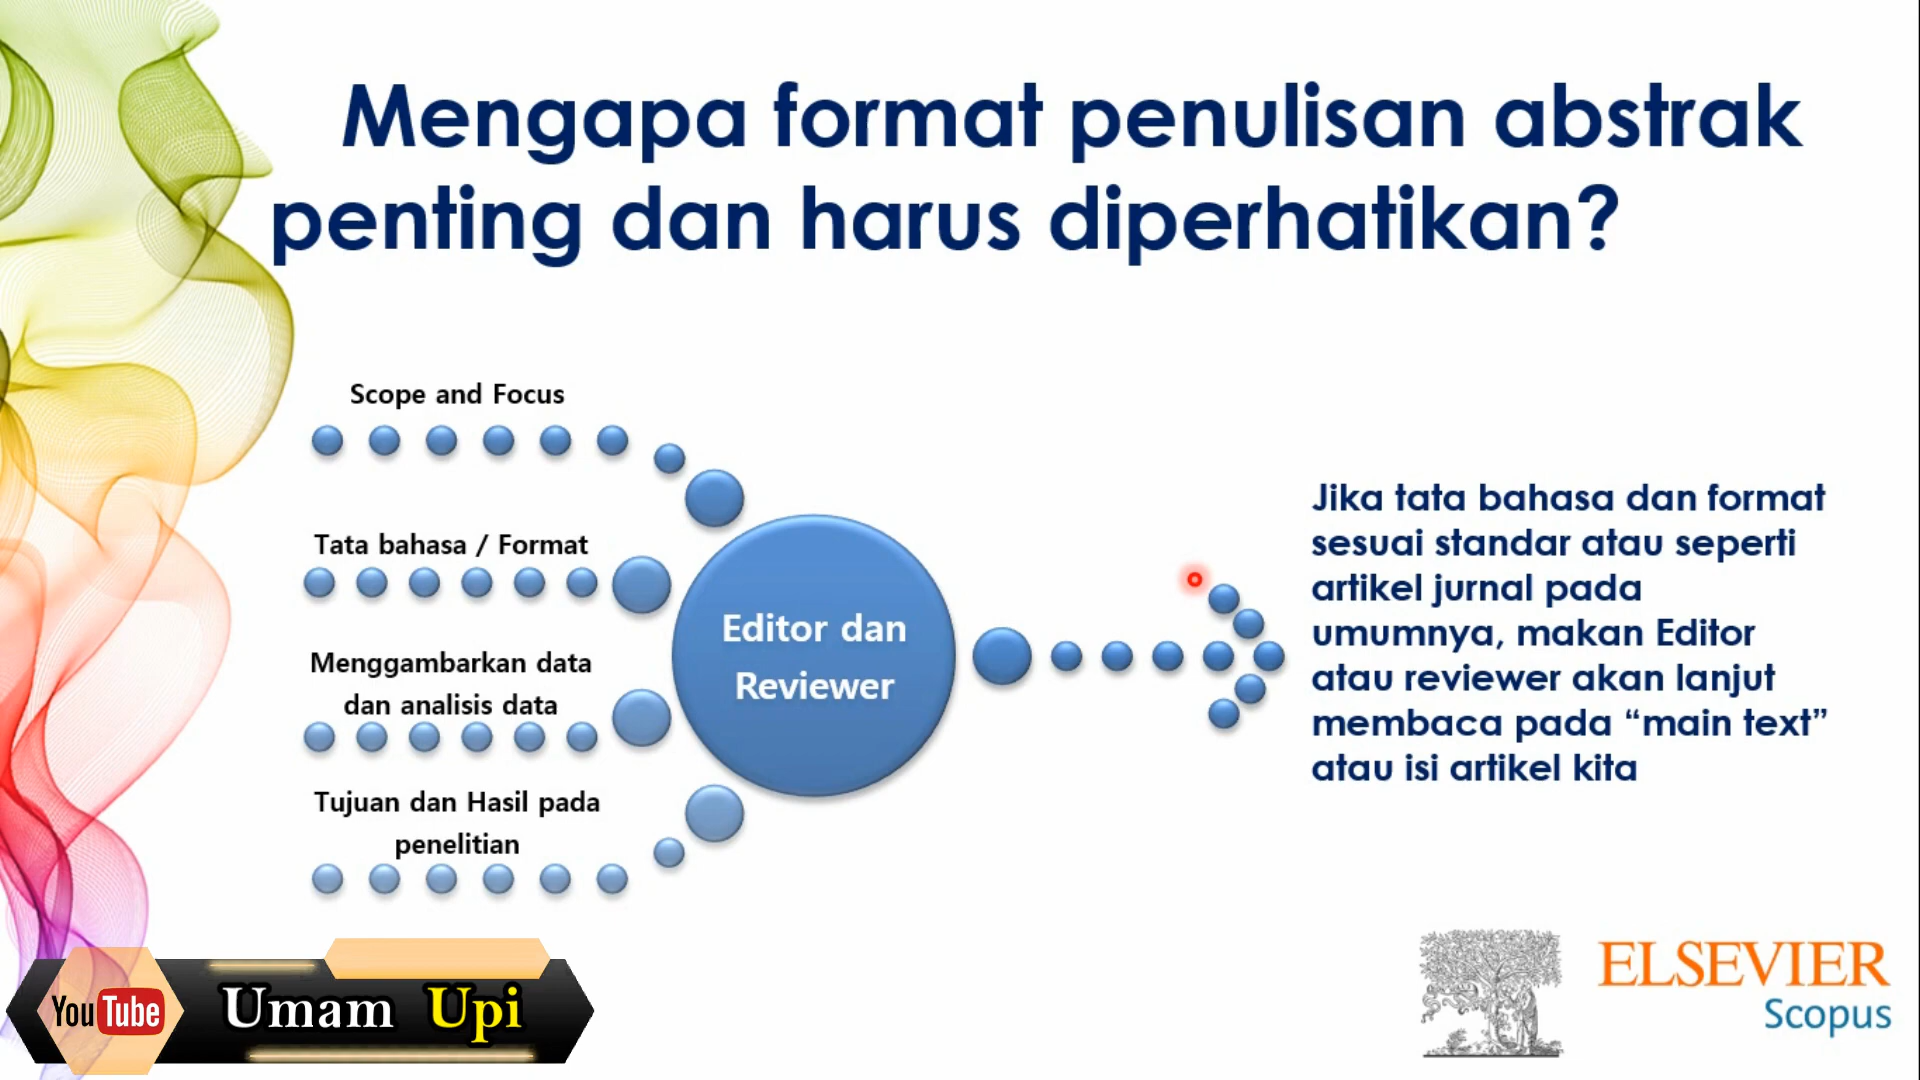 Mengapa format penulisan abstrak
penting dan harus diperhatikan?
Scope and Focus
Tata bahasa / Format
Menggambarkan data
dan analisis data
Tujuan dan Hasil pada
penelitian
Editor dan
Reviewer
Jika tata bahasa dan format
sesuai standar atau seperti
artikel jurnal pada
umumnya, makan Editor
atau reviewer akan lanjut
membaca pada “main text”
atau isi artikel kita
YouTube
Umam Upi
ELSEVIER
Scopus